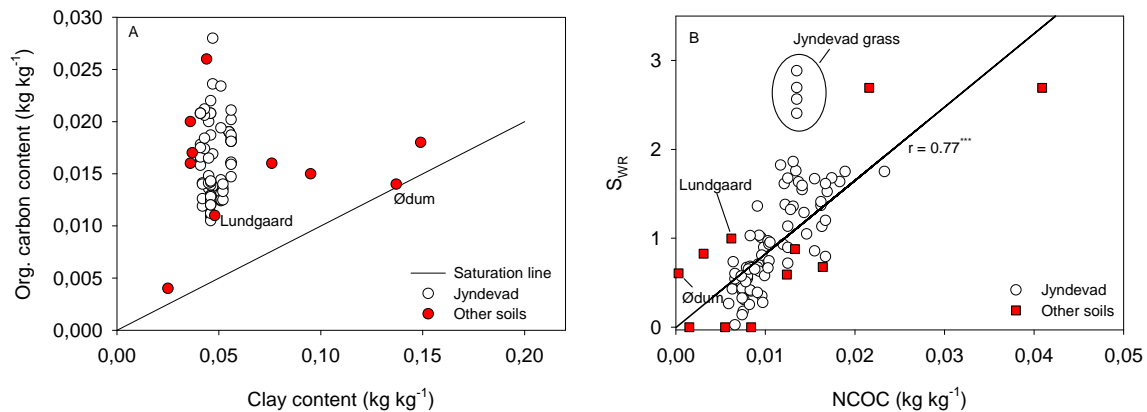 A
Org. carbon content (kg kg-1)
0,030
0,025
0,020
0,015
0,010
0,005
0,000
Lundgaard
Ødum
Saturation line
Jyndevad
Other soils
0,00
0,05
0,10
0,15
0,20
Clay content (kg kg-1)
B
SWR
3
2
1
0
Jyndevad grass
r = 0.77***
Lundgaard
Ødum
Jyndevad
Other soils
0,00
0,01
0,02
0,03
0,04
0,05
NCOC (kg kg-1)